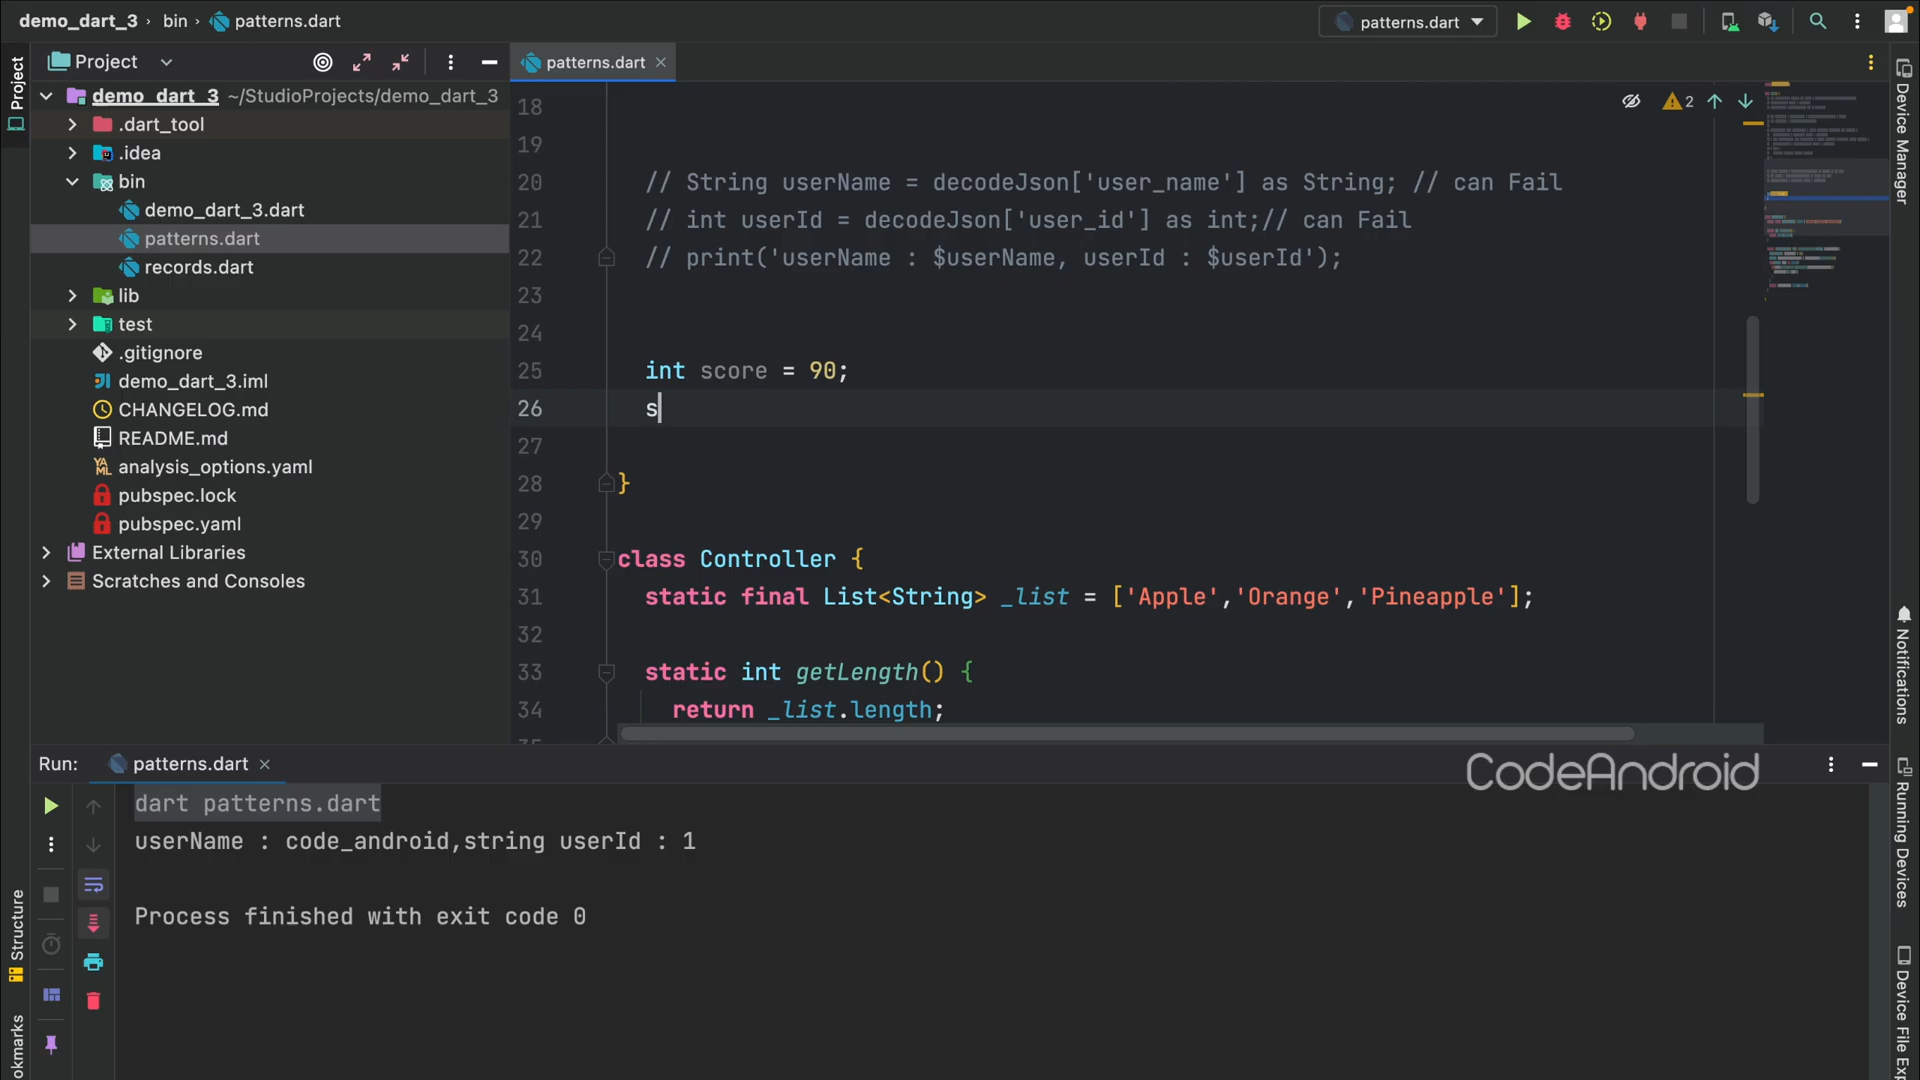 demo_dart_3 › bin › patterns.dart
patterns.dart
Project
patterns.dart
demo_dart_3 ~/StudioProjects/demo_dart_3
.dart_tool
.idea
bin
demo_dart_3.dart
patterns.dart
records.dart
lib
test
.gitignore
demo_dart_3.iml
CHANGELOG.md
README.md
analysis_options.yaml
pubspec.lock
pubspec.yaml
External Libraries
Scratches and Consoles
2
18
19
20 // String userName = decodeJson['user_name'] as String; // can Fail
21 // int userId = decodeJson['user_id'] as int;// can Fail
22 // print('userName : $userName, userId : $userId');
23
24
25 int score = 90;
26 s
27
28 }
29
30 class Controller {
31 static final List<String> _list = ['Apple','Orange','Pineapple'];
32
33 static int getLength() {
34 return _list.length;
Run: patterns.dart
CodeAndroid
dart patterns.dart
userName : code_android,string userId : 1
Process finished with exit code 0
Project
Structure
okmarks
Device Manager
Notifications
Running Devices
Device File Exp